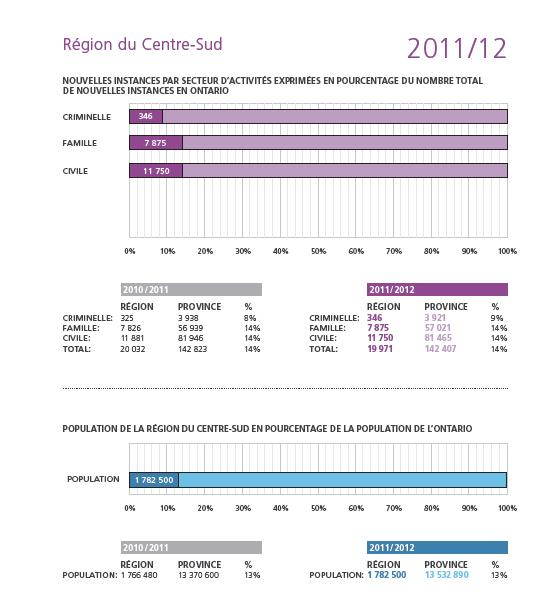 Région du Centre-Sud 2011/12
NOUVELLES INSTANCES PAR SECTEUR D'ACTIVITÉS EXPRIMÉES EN POURCENTAGE DU NOMBRE TOTAL
DE NOUVELLES INSTANCES EN ONTARIO
CRIMINELLE 346
FAMILLE 7 875
CIVILE 11 750
0% 10% 20% 30% 40% 50% 60% 70% 80% 90% 100%
2010/2011 2011/2012
RÉGION PROVINCE % RÉGION PROVINCE %
CRIMINELLE: 325 3 938 8% CRIMINELLE: 346 3 921 9%
FAMILLE: 7 826 56 939 14% FAMILLE: 7 875 57 021 14%
CIVILE: 11 881 81 946 14% CIVILE: 11 750 81 465 14%
TOTAL: 20 032 142 823 14% TOTAL: 19 971 142 407 14%
POPULATION DE LA RÉGION DU CENTRE-SUD EN POURCENTAGE DE LA POPULATION DE L'ONTARIO
POPULATION 1 782 500
0% 10% 20% 30% 40% 50% 60% 70% 80% 90% 100%
2010/2011 2011/2012
RÉGION PROVINCE % RÉGION PROVINCE %
POPULATION: 1 766 480 13 370 600 13% POPULATION: 1 782 500 13 532 890 13%